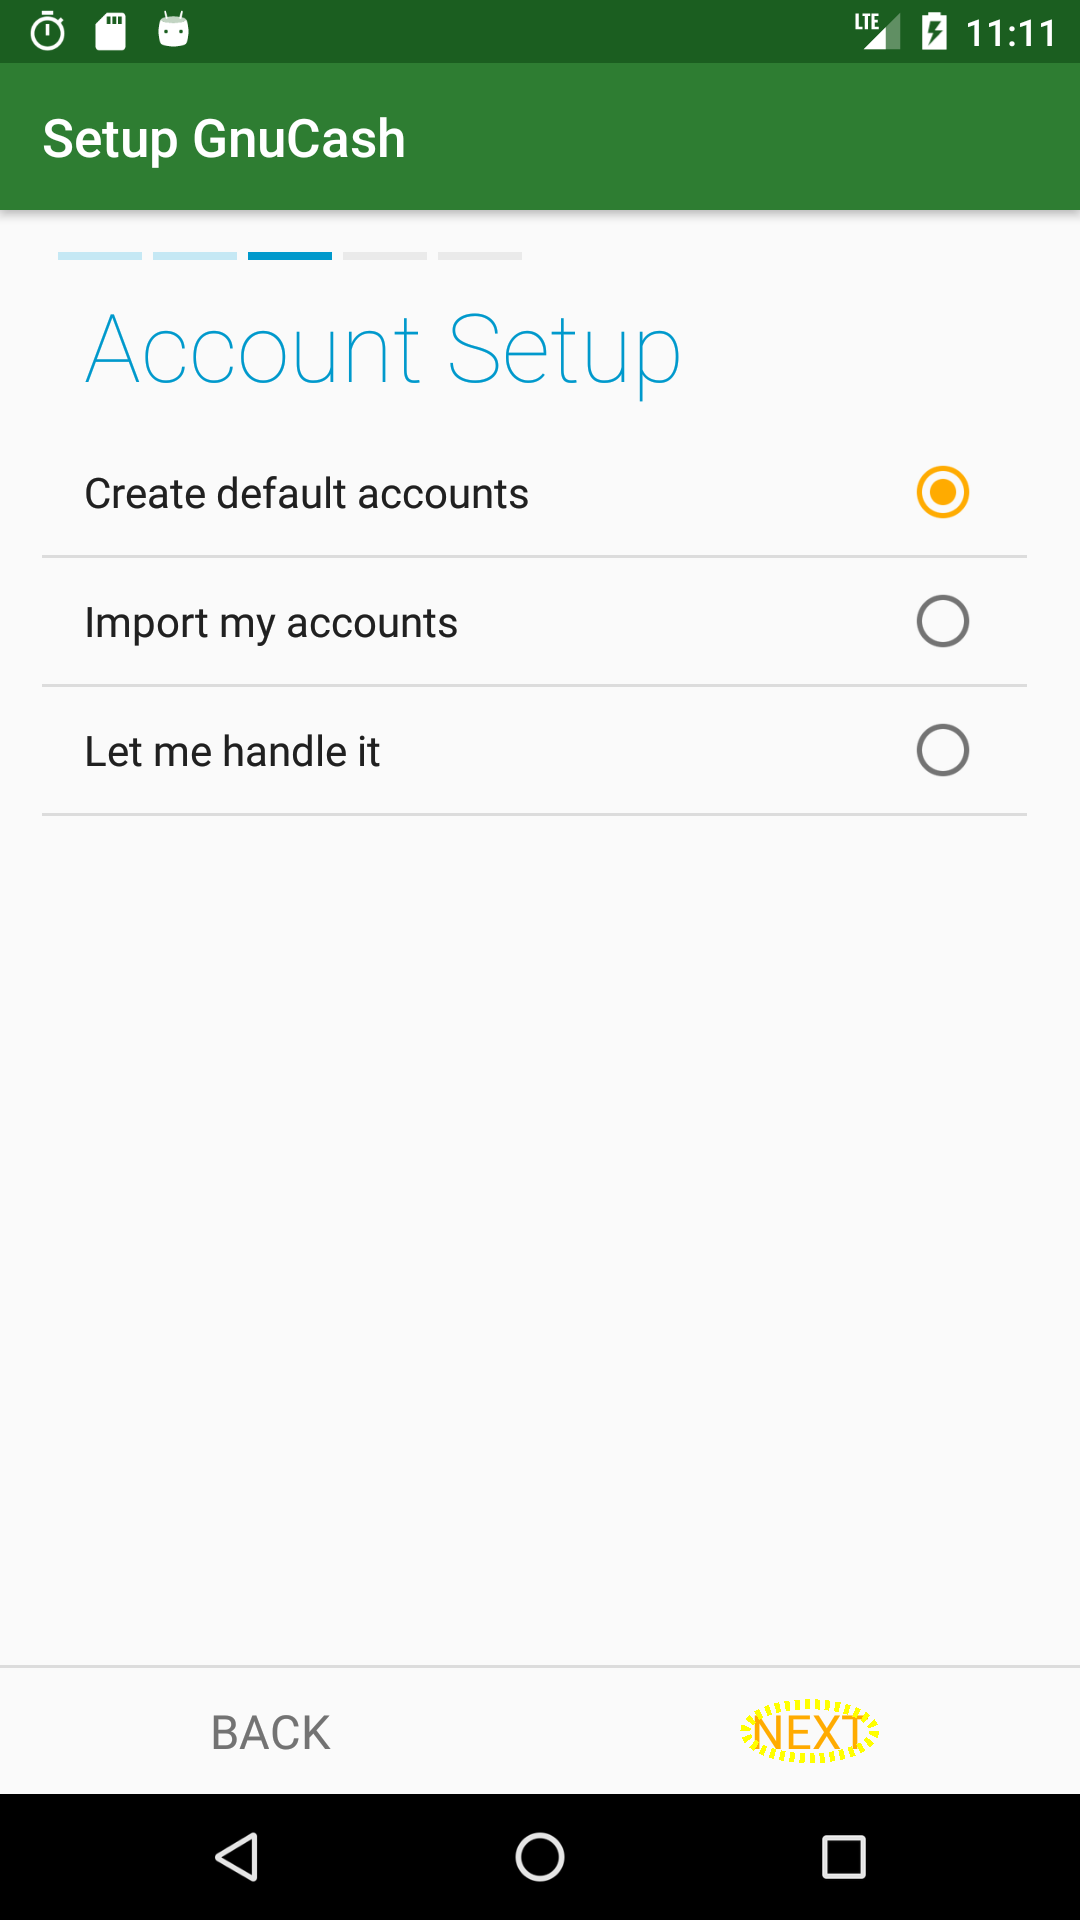 LTE 11:11
Setup GnuCash
Account Setup
Create default accounts
Import my accounts
Let me handle it
BACK NEXT